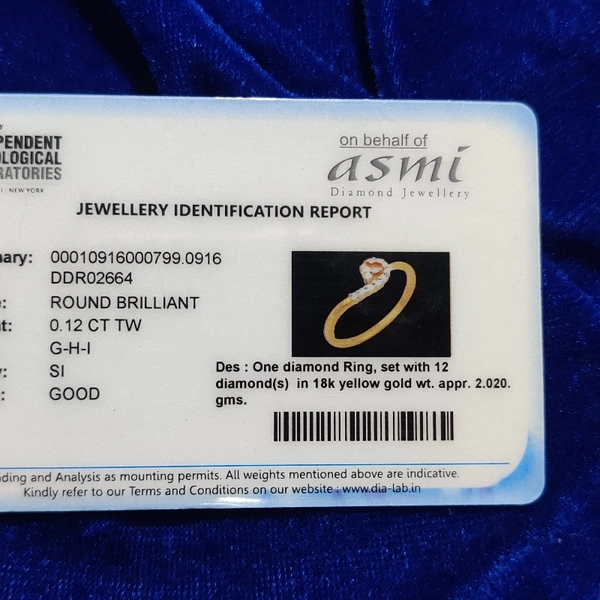 PENDENT
OLOGICAL
RATORIES
I / NEW YORK
on behalf of
asmi
Diamond Jewellery
JEWELLERY IDENTIFICATION REPORT
nary: 00010916000799.0916
DDR02664
e: ROUND BRILLIANT
ht: 0.12 CT TW
G-H-I
y: SI
: GOOD
Des : One diamond Ring, set with 12
diamond(s) in 18k yellow gold wt. appr. 2.020.
gms.
ding and Analysis as mounting permits. All weights mentioned above are indicative.
Kindly refer to our Terms and Conditions on our website : www.dia-lab.in